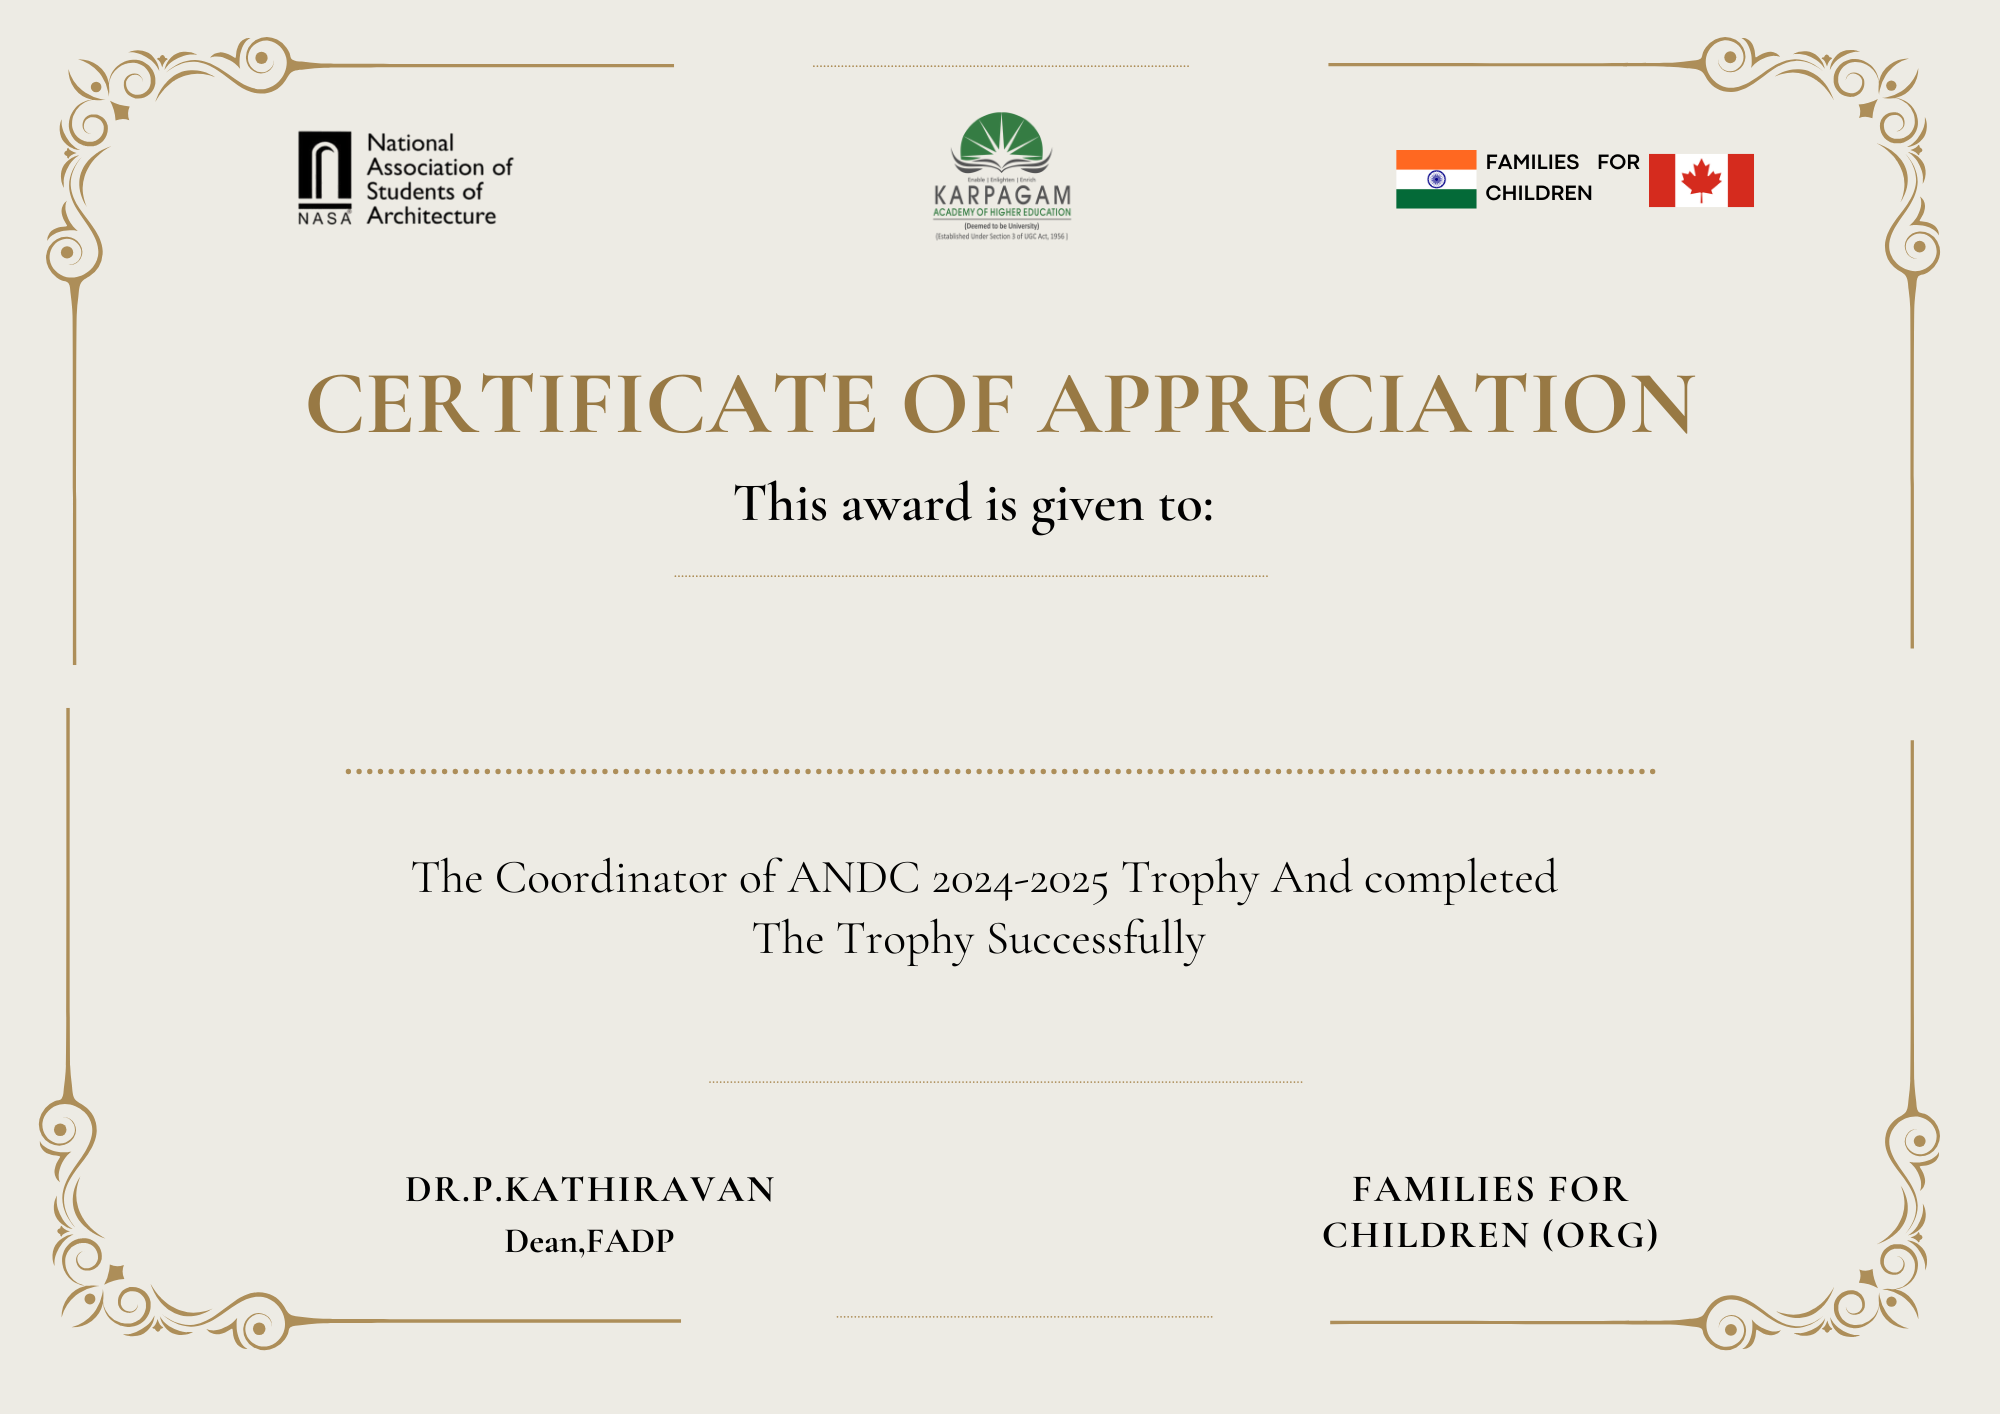 National
Association of
Students of
Architecture
NASA
Enable | Enlighten | Enrich
KARPAGAM
ACADEMY OF HIGHER EDUCATION
(Deemed to be University)
(Established Under Section 3 of UGC Act, 1956 )
FAMILIES FOR
CHILDREN
CERTIFICATE OF APPRECIATION
This award is given to:
The Coordinator of ANDC 2024-2025 Trophy And completed
The Trophy Successfully
DR.P.KATHIRAVAN
Dean,FADP
FAMILIES FOR
CHILDREN (ORG)